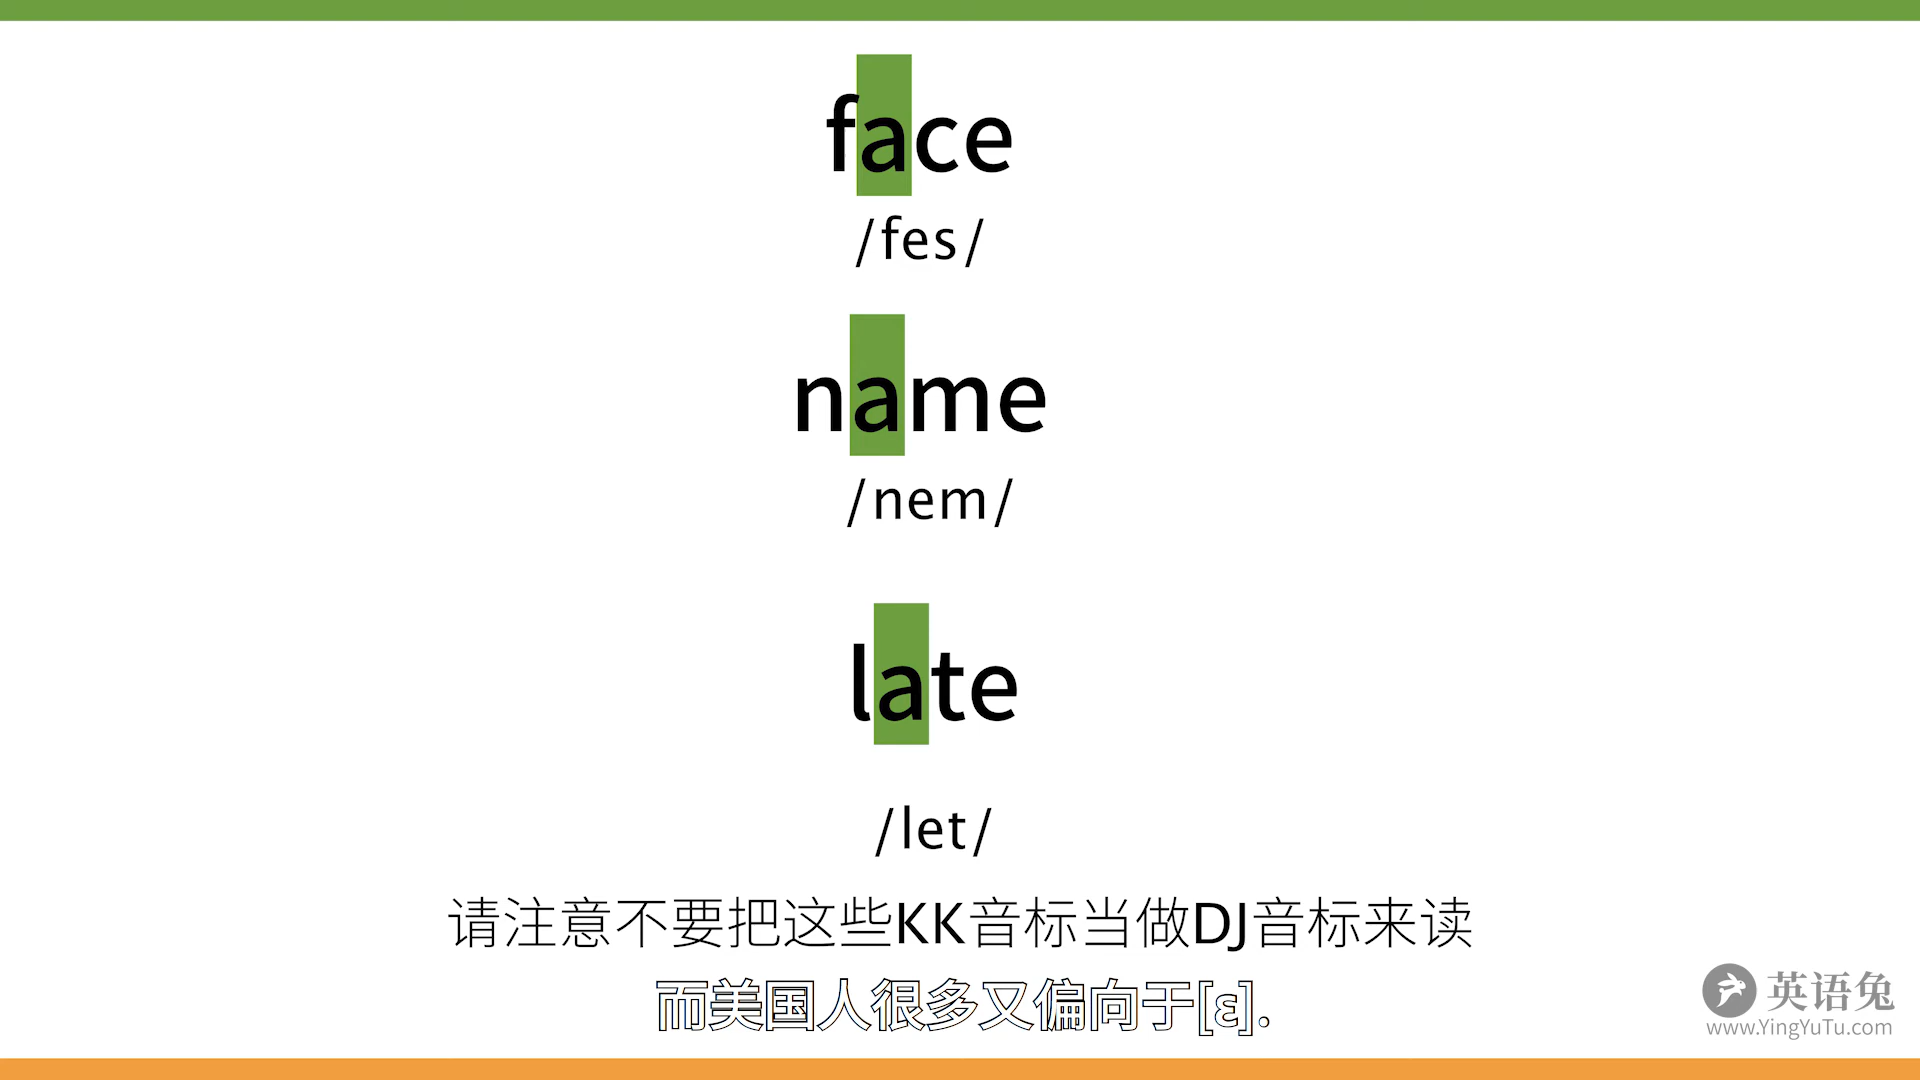 face
/fes/
name
/nem/
late
/let/
请注意不要把这些KK音标当做DJ音标来读
而美国人很多又偏向于[ɛ].
英语兔
www.YingYuTu.com